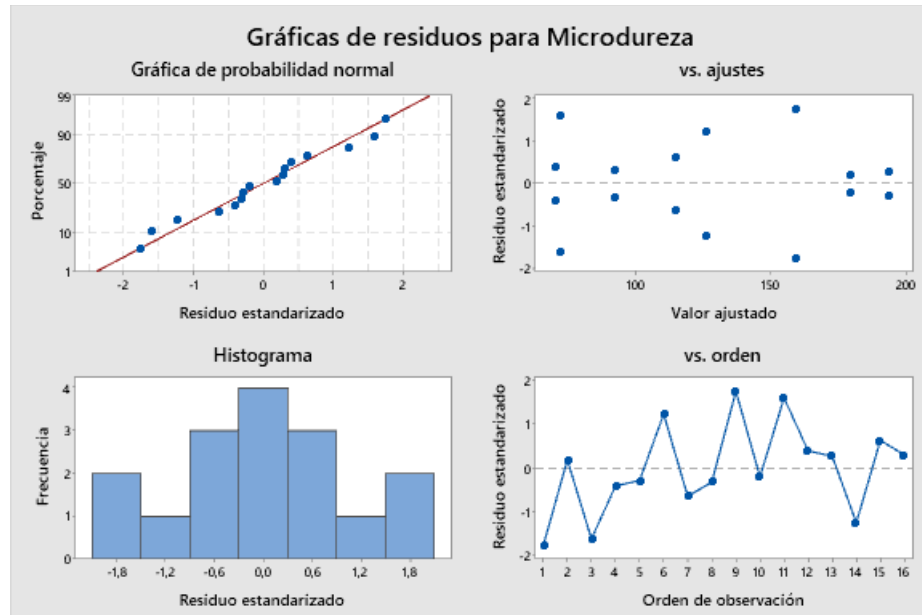 Gráficas de residuos para Microdureza
Gráfica de probabilidad normal
99
90
50
10
1
Porcentaje
-2 -1 0 1 2
Residuo estandarizado
vs. ajustes
2
1
0
-1
-2
Residuo estandarizado
100 150 200
Valor ajustado
Histograma
4
3
2
1
0
Frecuencia
-1,8 -1,2 -0,6 0,0 0,6 1,2 1,8
Residuo estandarizado
vs. orden
2
1
0
-1
-2
Residuo estandarizado
1 2 3 4 5 6 7 8 9 10 11 12 13 14 15 16
Orden de observación